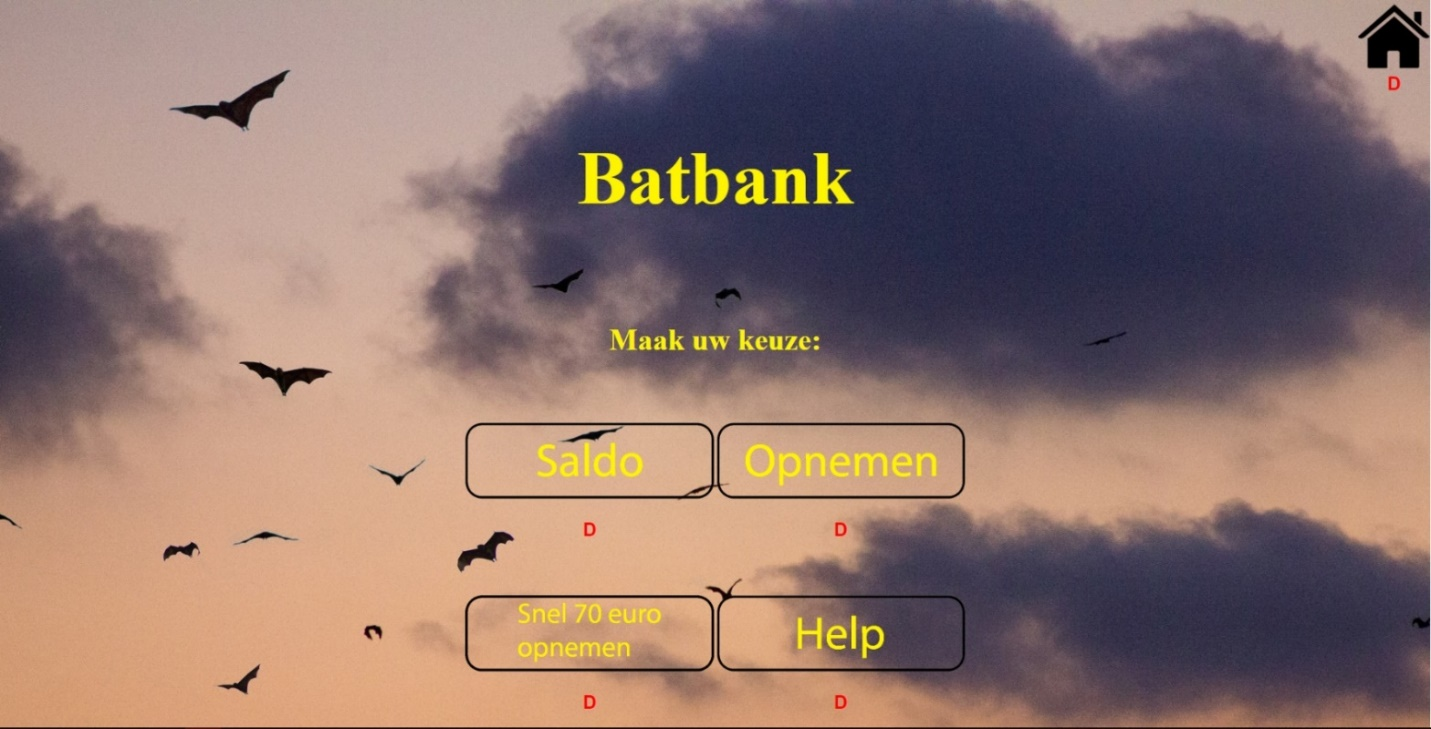 D
Batbank
Maak uw keuze:
Saldo
Opnemen
D
D
Snel 70 euro
opnemen
Help
D
D